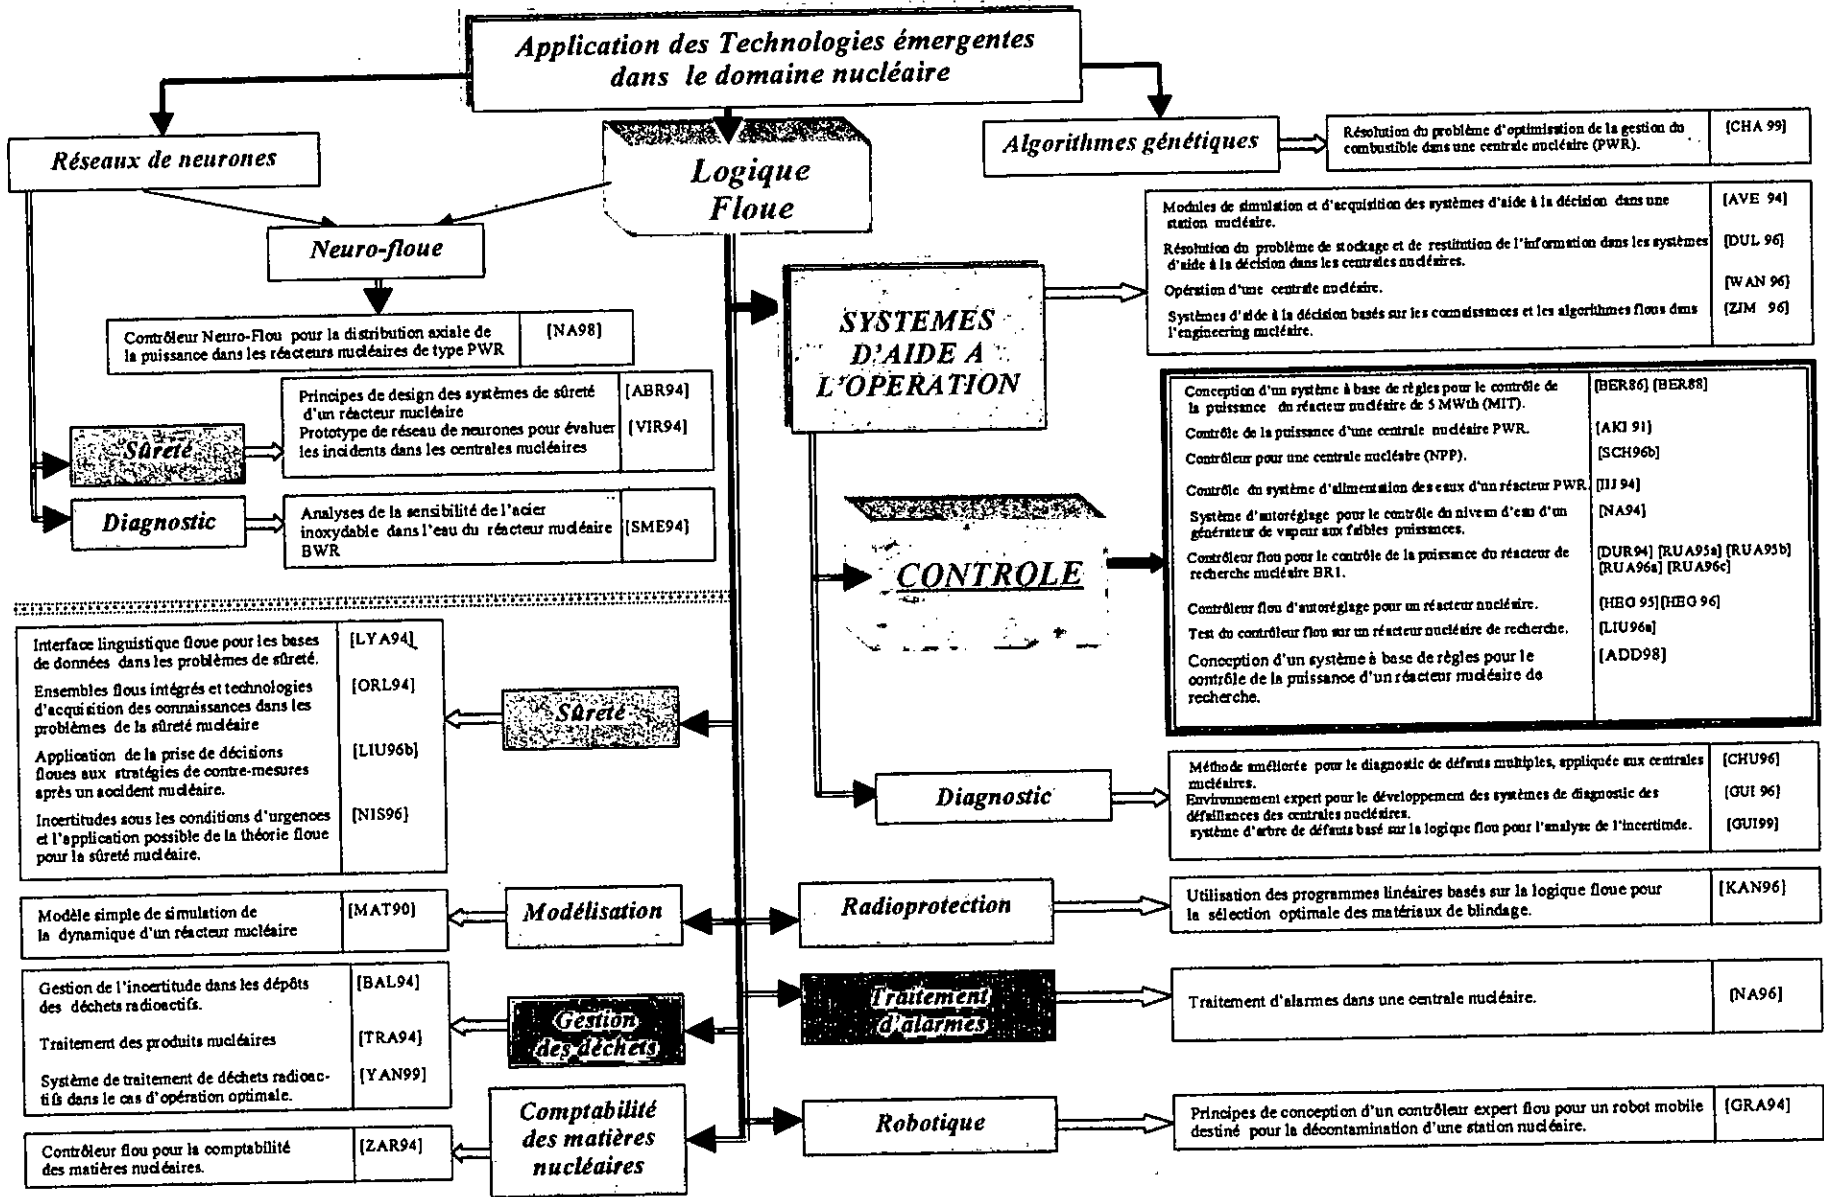 Application des Technologies émergentes
dans le domaine nucléaire
Réseaux de neurones
Logique
Floue
Algorithmes génétiques
Résolution du problème d'optimisation de la gestion du
combustible dans une centrale nucléaire (PWR).
[CHA 99]
Neuro-floue
Contrôleur Neuro-Flou pour la distribution axiale de
la puissance dans les réacteurs nucléaires de type PWR
[NA98]
Sûreté
Principes de design des systèmes de sûreté
d'un réacteur nucléaire
[ABR94]
Prototype de réseau de neurones pour évaluer
les incidents dans les centrales nucléaires
[VIR94]
Diagnostic
Analyses de la sensibilité de l'acier
inoxydable dans l'eau du réacteur nucléaire
BWR
[SME94]
SYSTEMES
D'AIDE A
L'OPERATION
Modules de simulation et d'acquisition des systèmes d'aide à la décision dans une
station nucléaire.
[AVE 94]
Résolution du problème de stockage et de restitution de l'information dans les systèmes
d'aide à la décision dans les centrales nucléaires.
[DUL 96]
Opération d'une centrale nucléaire.
[WAN 96]
Systèmes d'aide à la décision basés sur les connaissances et les algorithmes flous dans
l'engineering nucléaire.
[ZIM 96]
CONTROLE
Conception d'un système à base de règles pour le contrôle de
la puissance du réacteur nucléaire de 5 MWth (MIT).
[BER86] [BER88]
Contrôle de la puissance d'une centrale nucléaire PWR.
[AKI 91]
Contrôleur pour une centrale nucléaire (NPP).
[SCH96b]
Contrôle du système d'alimentation des eaux d'un réacteur PWR.
[IIJ 94]
Système d'autoréglage pour le contrôle du niveau d'eau d'un
générateur de vapeur aux faibles puissances.
[NA94]
Contrôleur flou pour le contrôle de la puissance du réacteur de
recherche nucléaire BR1.
[DUR94] [RUA95a] [RUA95b]
[RUA96a] [RUA96c]
Contrôleur flou d'autoréglage pour un réacteur nucléaire.
[HEG 95][HEG 96]
Test du contrôleur flou sur un réacteur nucléaire de recherche.
[LIU96a]
Conception d'un système à base de règles pour le
contrôle de la puissance d'un réacteur nucléaire de
recherche.
[ADD98]
Diagnostic
Méthode améliorée pour le diagnostic de défauts multiples, appliquée aux centrales
nucléaires.
[CHU96]
Environnement expert pour le développement des systèmes de diagnostic des
défaillances des centrales nucléaires.
[GUI 96]
système d'arbre de défauts basé sur la logique flou pour l'analyse de l'incertitude.
[GUI99]
Interface linguistique floue pour les bases
de données dans les problèmes de sûreté.
[LYA94]
Ensembles flous intégrés et technologies
d'acquisition des connaissances dans les
problèmes de la sûreté nucléaire
[ORL94]
Application de la prise de décisions
floues aux stratégies de contre-mesures
après un accident nucléaire.
[LIU96b]
Incertitudes sous les conditions d'urgences
et l'application possible de la théorie floue
pour la sûreté nucléaire.
[NIS96]
Sûreté
Modèle simple de simulation de
la dynamique d'un réacteur nucléaire
[MAT90]
Modélisation
Radioprotection
Utilisation des programmes linéaires basés sur la logique floue pour
la sélection optimale des matériaux de blindage.
[KAN96]
Gestion de l'incertitude dans les dépôts
des déchets radioactifs.
[BAL94]
Traitement des produits nucléaires
[TRA94]
Système de traitement de déchets radioac-
tifs dans le cas d'opération optimale.
[YAN99]
Gestion
des déchets
Traitement
d'alarmes
Traitement d'alarmes dans une centrale nucléaire.
[NA96]
Contrôleur flou pour la comptabilité
des matières nucléaires.
[ZAR94]
Comptabilité
des matières
nucléaires
Robotique
Principes de conception d'un contrôleur expert flou pour un robot mobile
destiné pour la décontamination d'une station nucléaire.
[GRA94]